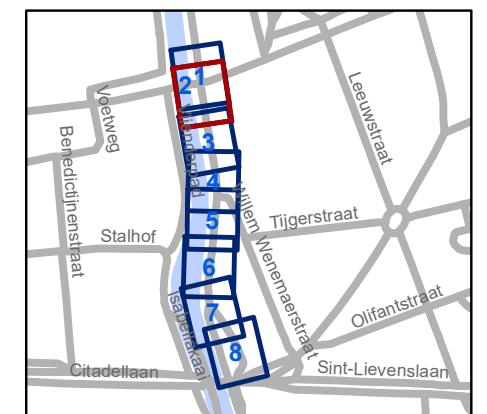 1
2
Leeuwstraat
Voetweg
3
Benedictijnenstraat
4
Willem Wenemaerstraat
5
Tijgerstraat
Stalhof
6
Isabellakaai
7
Olifantstraat
8
Citadellaan
Sint-Lievenslaan